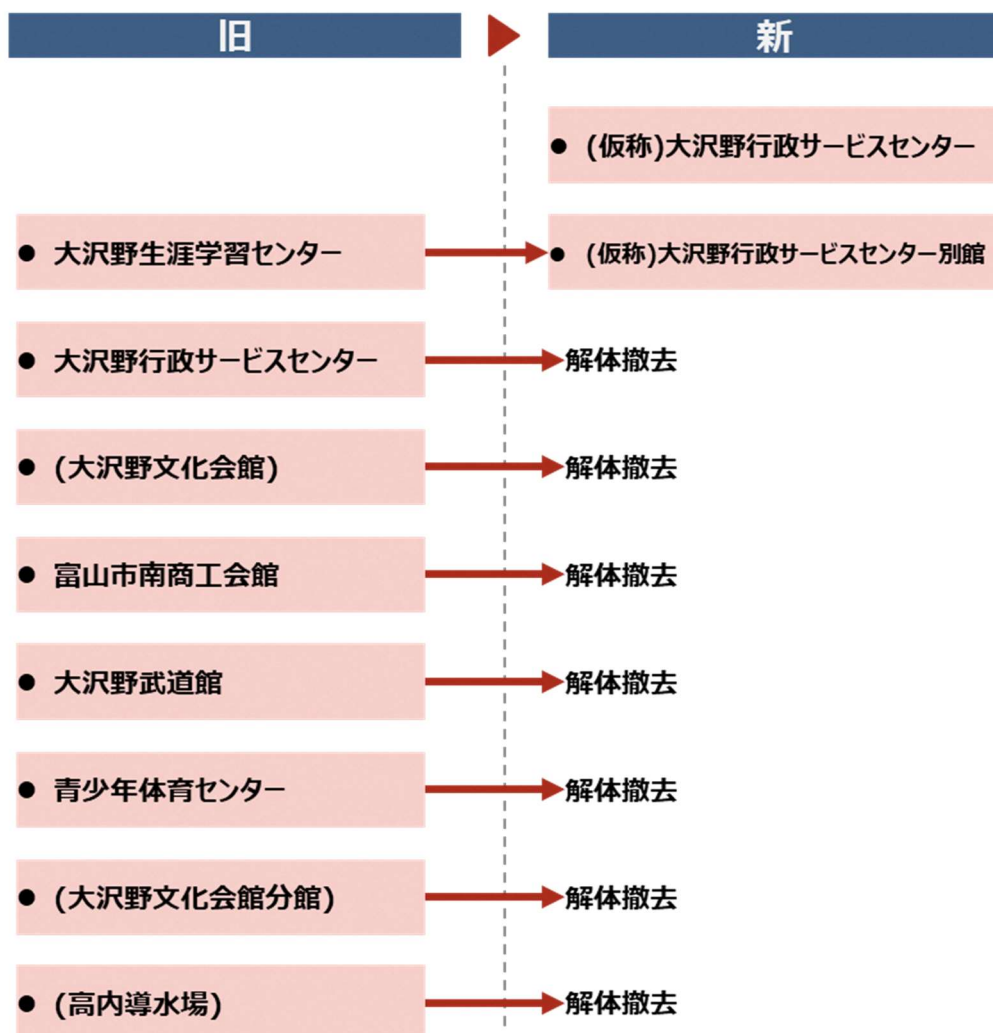 旧
新
● (仮称)大沢野行政サービスセンター
● 大沢野生涯学習センター
● (仮称)大沢野行政サービスセンター別館
● 大沢野行政サービスセンター
解体撤去
● (大沢野文化会館)
解体撤去
● 富山市南商工会館
解体撤去
● 大沢野武道館
解体撤去
● 青少年体育センター
解体撤去
● (大沢野文化会館分館)
解体撤去
● (高内導水場)
解体撤去